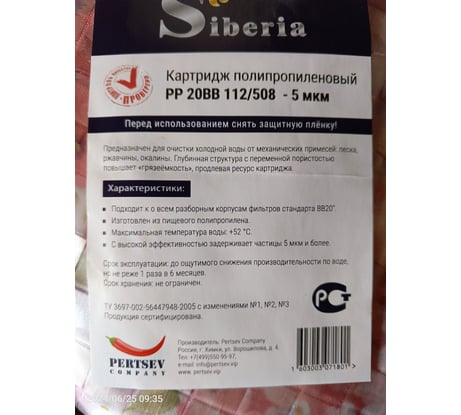 Siberia
Картридж полипропиленовый
PP 20BB 112/508 - 5 мкм
ПРОВЕРЕНО
Перед использованием снять защитную плёнку!
Предназначен для очистки холодной воды от механических примесей: песка,
ржавчины, окалины. Глубинная структура с переменной пористостью
повышает «грязеёмкость», продлевая ресурс картриджа.
Характеристики:
• Подходит к о всем разборным корпусам фильтров стандарта BB20"
• Изготовлен из пищевого полипропилена.
• Максимальная температура воды: +52 °C.
• С высокой эффективностью задерживает частицы 5 мкм и более.
Срок эксплуатации: до ощутимого снижения производительности по воде,
но не реже 1 раза в 6 месяцев.
Срок хранения: не ограничен.
ТУ 3697-002-56447948-2005 с изменениями №1, №2, №3
Продукция сертифицирована.
РСТ
PERTSEV
COMPANY
Производитель: Pertsev Company
Россия, г. Химки, ул. Ворошилова, д. 4.
Тел: +7(499)550 95-97,
e-mail: info@pertsev.vip
www.pertsev.vip
1603003071801
24/06/25 09:35